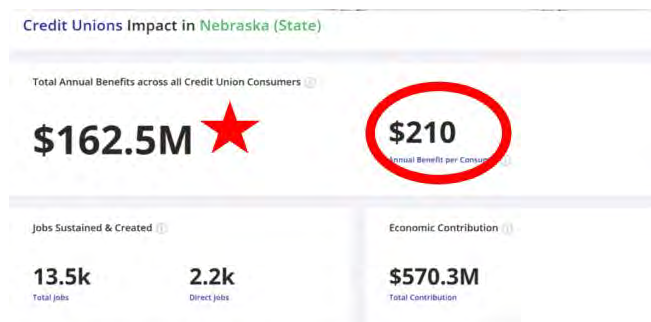 Credit Unions Impact in Nebraska (State)
Total Annual Benefits across all Credit Union Consumers
$162.5M
$210
Annual Benefit per Consumer
Jobs Sustained & Created
13.5k
Total Jobs
2.2k
Direct Jobs
Economic Contribution
$570.3M
Total Contribution